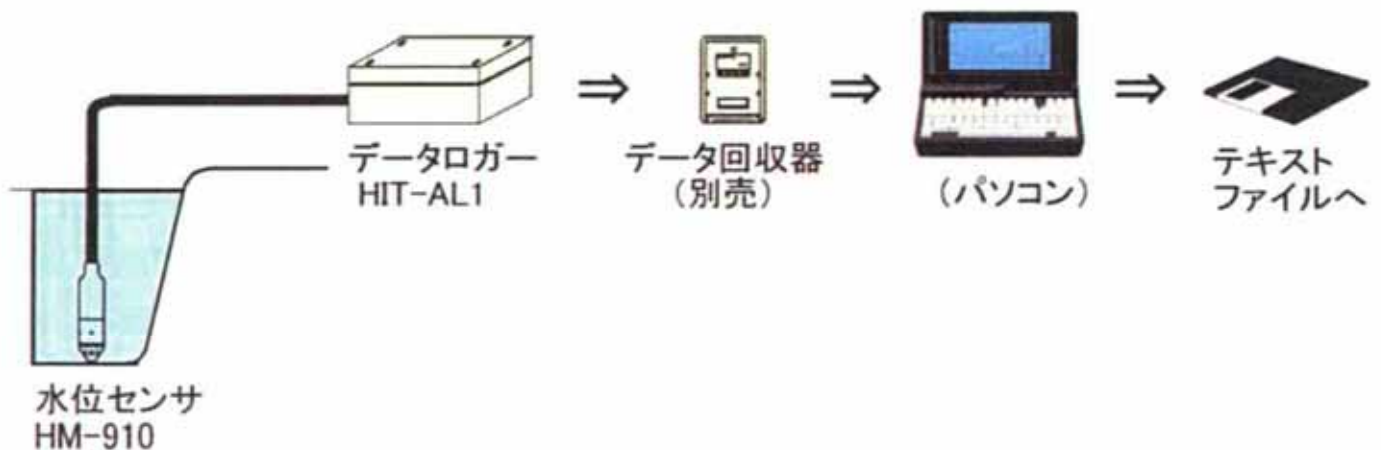 データロガー
HIT-AL1
データ回収器
(別売)
(パソコン)
テキスト
ファイルへ
水位センサ
HM-910